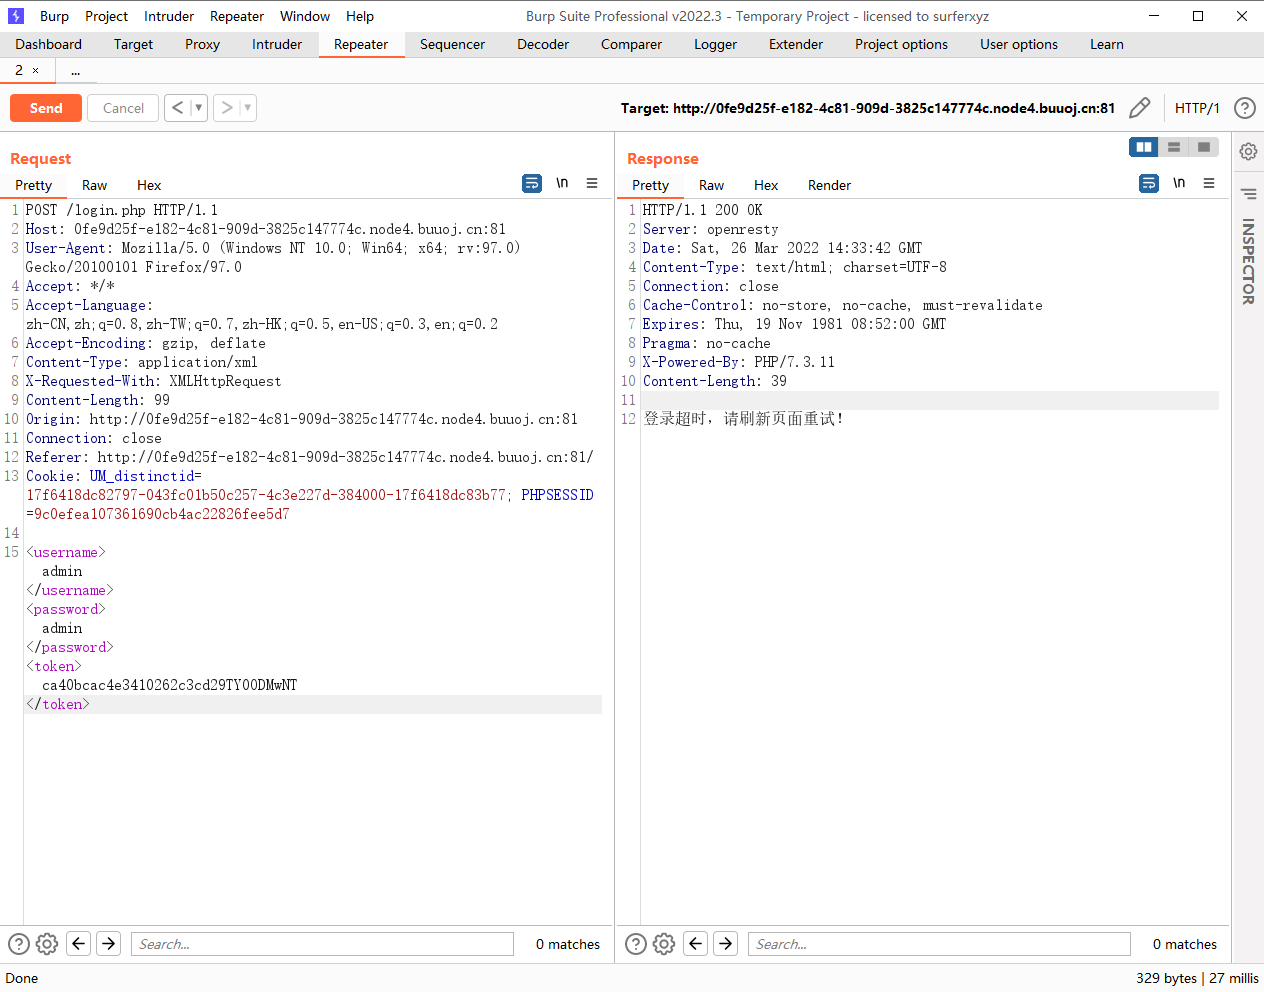 Burp Project Intruder Repeater Window Help Burp Suite Professional v2022.3 - Temporary Project - licensed to surferxyz
Dashboard Target Proxy Intruder Repeater Sequencer Decoder Comparer Logger Extender Project options User options Learn
2 × ...
Send Cancel < > Target: http://0fe9d25f-e182-4c81-909d-3825c147774c.node4.buuoj.cn:81 HTTP/1 ?
Request
Pretty Raw Hex \n
1 POST /login.php HTTP/1.1
2 Host: 0fe9d25f-e182-4c81-909d-3825c147774c.node4.buuoj.cn:81
3 User-Agent: Mozilla/5.0 (Windows NT 10.0; Win64; x64; rv:97.0)
Gecko/20100101 Firefox/97.0
4 Accept: */*
5 Accept-Language:
zh-CN,zh;q=0.8,zh-TW;q=0.7,zh-HK;q=0.5,en-US;q=0.3,en;q=0.2
6 Accept-Encoding: gzip, deflate
7 Content-Type: application/xml
8 X-Requested-With: XMLHttpRequest
9 Content-Length: 99
10 Origin: http://0fe9d25f-e182-4c81-909d-3825c147774c.node4.buuoj.cn:81
11 Connection: close
12 Referer: http://0fe9d25f-e182-4c81-909d-3825c147774c.node4.buuoj.cn:81/
13 Cookie: UM_distinctid=
17f6418dc82797-043fc01b50c257-4c3e227d-384000-17f6418dc83b77; PHPSESSID
=9c0efea107361690cb4ac22826fee5d7
14
15 <username>
admin
</username>
<password>
admin
</password>
<token>
ca40bcac4e3410262c3cd29TY00DMwNT
</token>
? Search... 0 matches
Response
Pretty Raw Hex Render \n
1 HTTP/1.1 200 OK
2 Server: openresty
3 Date: Sat, 26 Mar 2022 14:33:42 GMT
4 Content-Type: text/html; charset=UTF-8
5 Connection: close
6 Cache-Control: no-store, no-cache, must-revalidate
7 Expires: Thu, 19 Nov 1981 08:52:00 GMT
8 Pragma: no-cache
9 X-Powered-By: PHP/7.3.11
10 Content-Length: 39
11
12 登录超时，请刷新页面重试！
? Search... 0 matches
INSPECTOR
Done 329 bytes | 27 millis